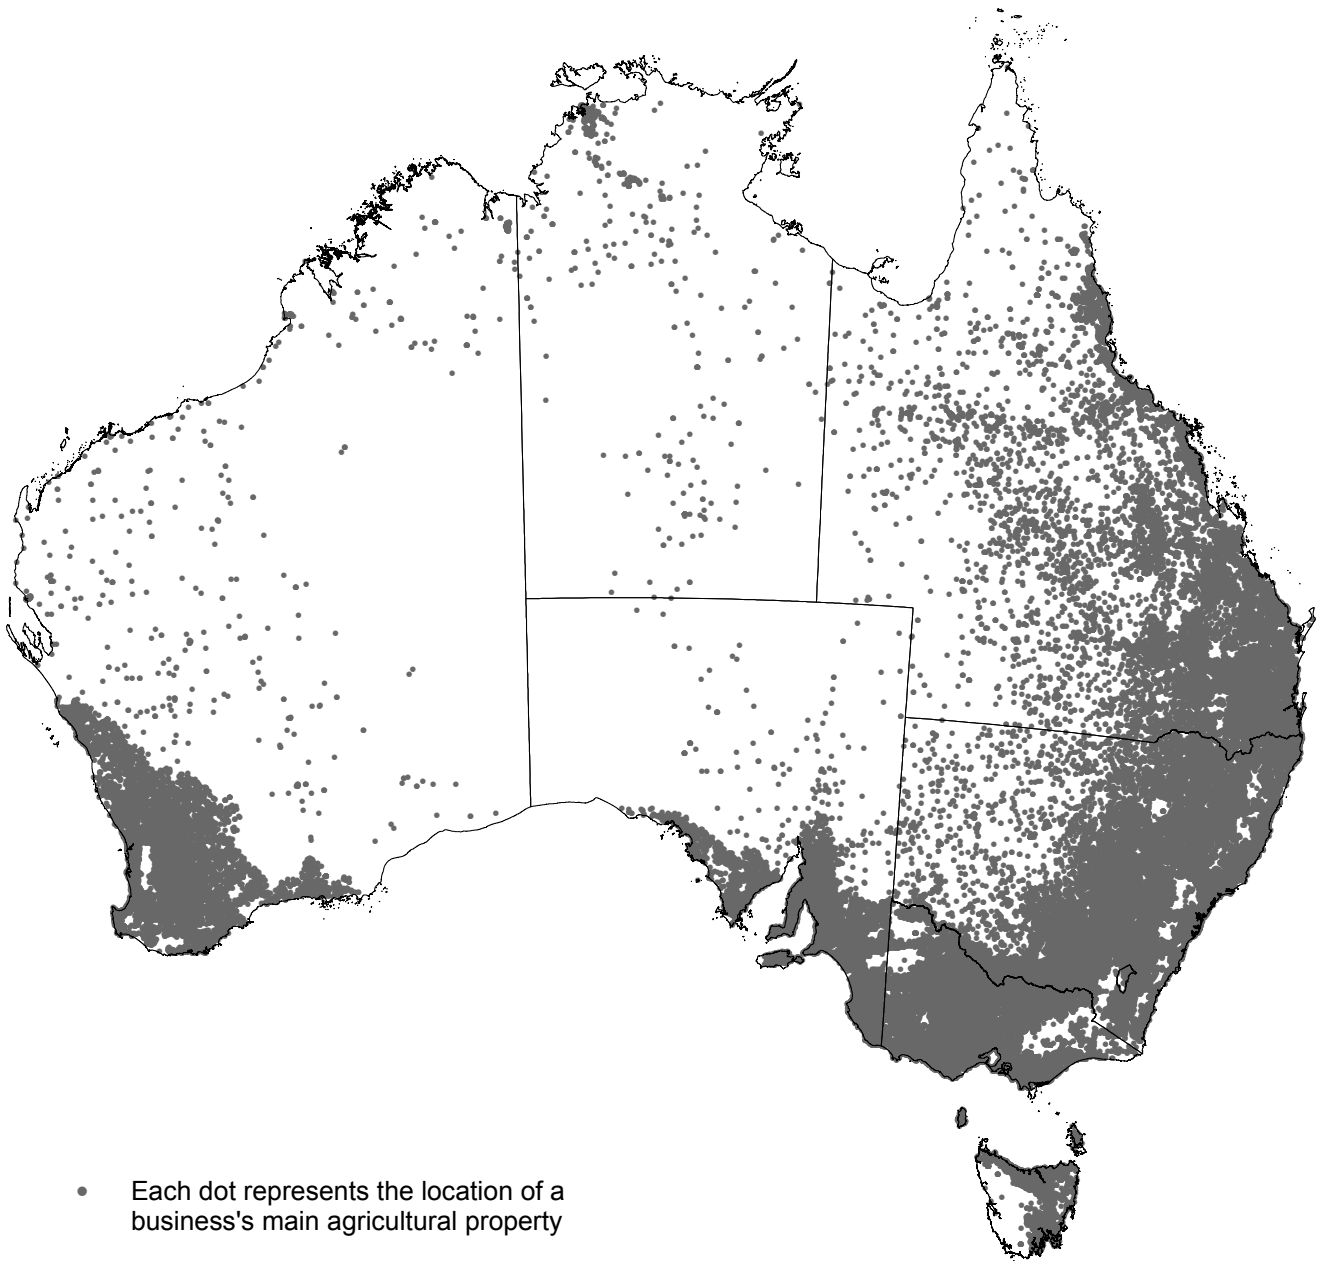 Each dot represents the location of a
business's main agricultural property